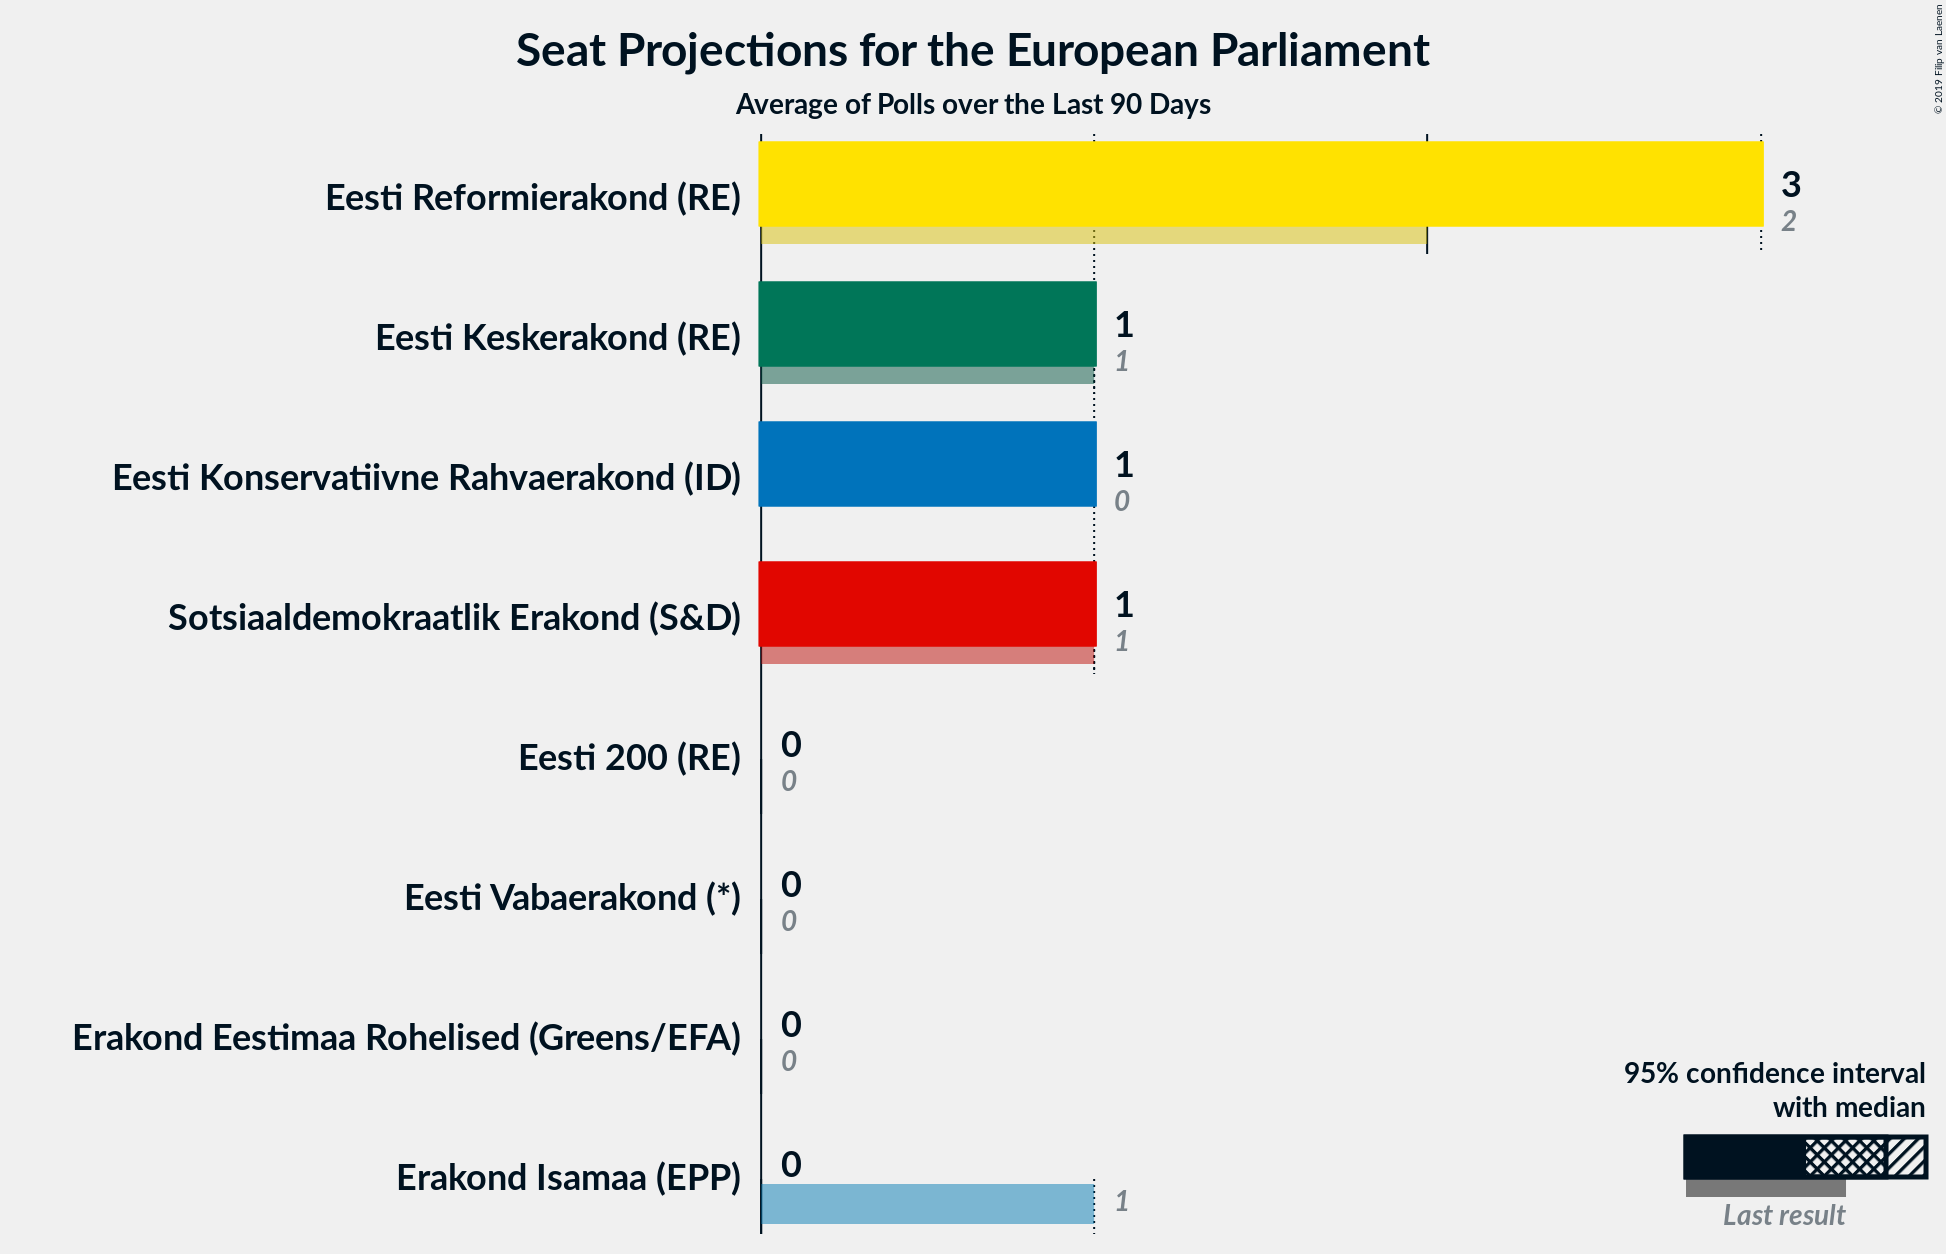 © 2019 Filip van Laenen
Seat Projections for the European Parliament
Average of Polls over the Last 90 Days
Eesti Reformierakond (RE)
3
2
Eesti Keskerakond (RE)
1
1
Eesti Konservatiivne Rahvaerakond (ID)
1
0
Sotsiaaldemokraatlik Erakond (S&D)
1
1
Eesti 200 (RE)
0
0
Eesti Vabaerakond (*)
0
0
Erakond Eestimaa Rohelised (Greens/EFA)
0
0
Erakond Isamaa (EPP)
0
1
95% confidence interval
with median
Last result